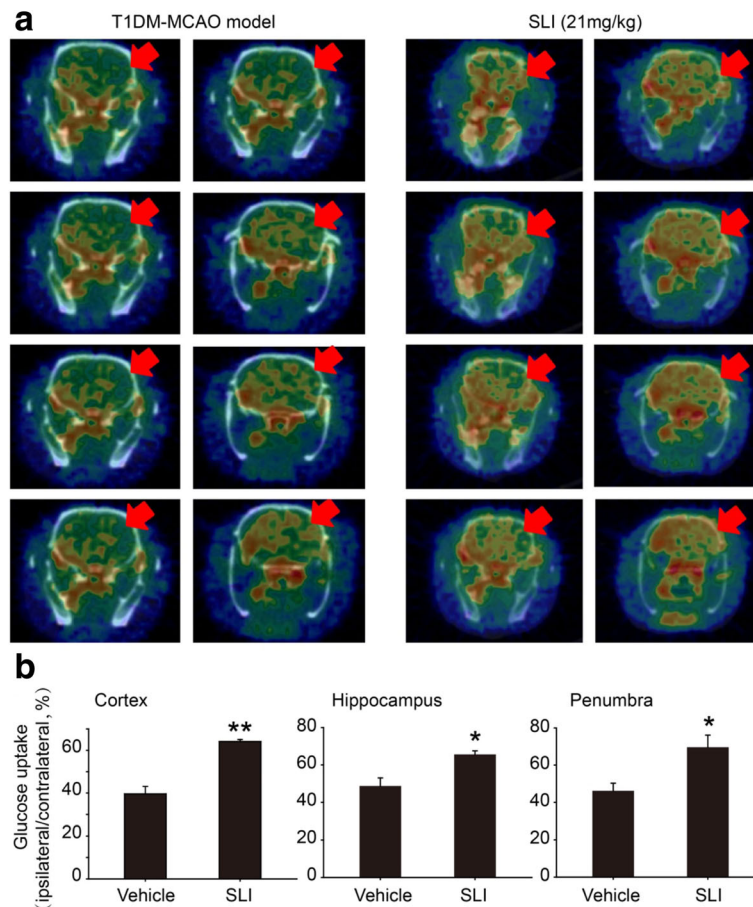 a
T1DM-MCAO model
SLI (21mg/kg)
b
Cortex
Hippocampus
Penumbra
Glucose uptake
(ipsilateral/contralateral, %)
60
40
20
0
**
Vehicle
SLI
80
60
40
20
0
*
Vehicle
SLI
80
60
40
20
0
*
Vehicle
SLI